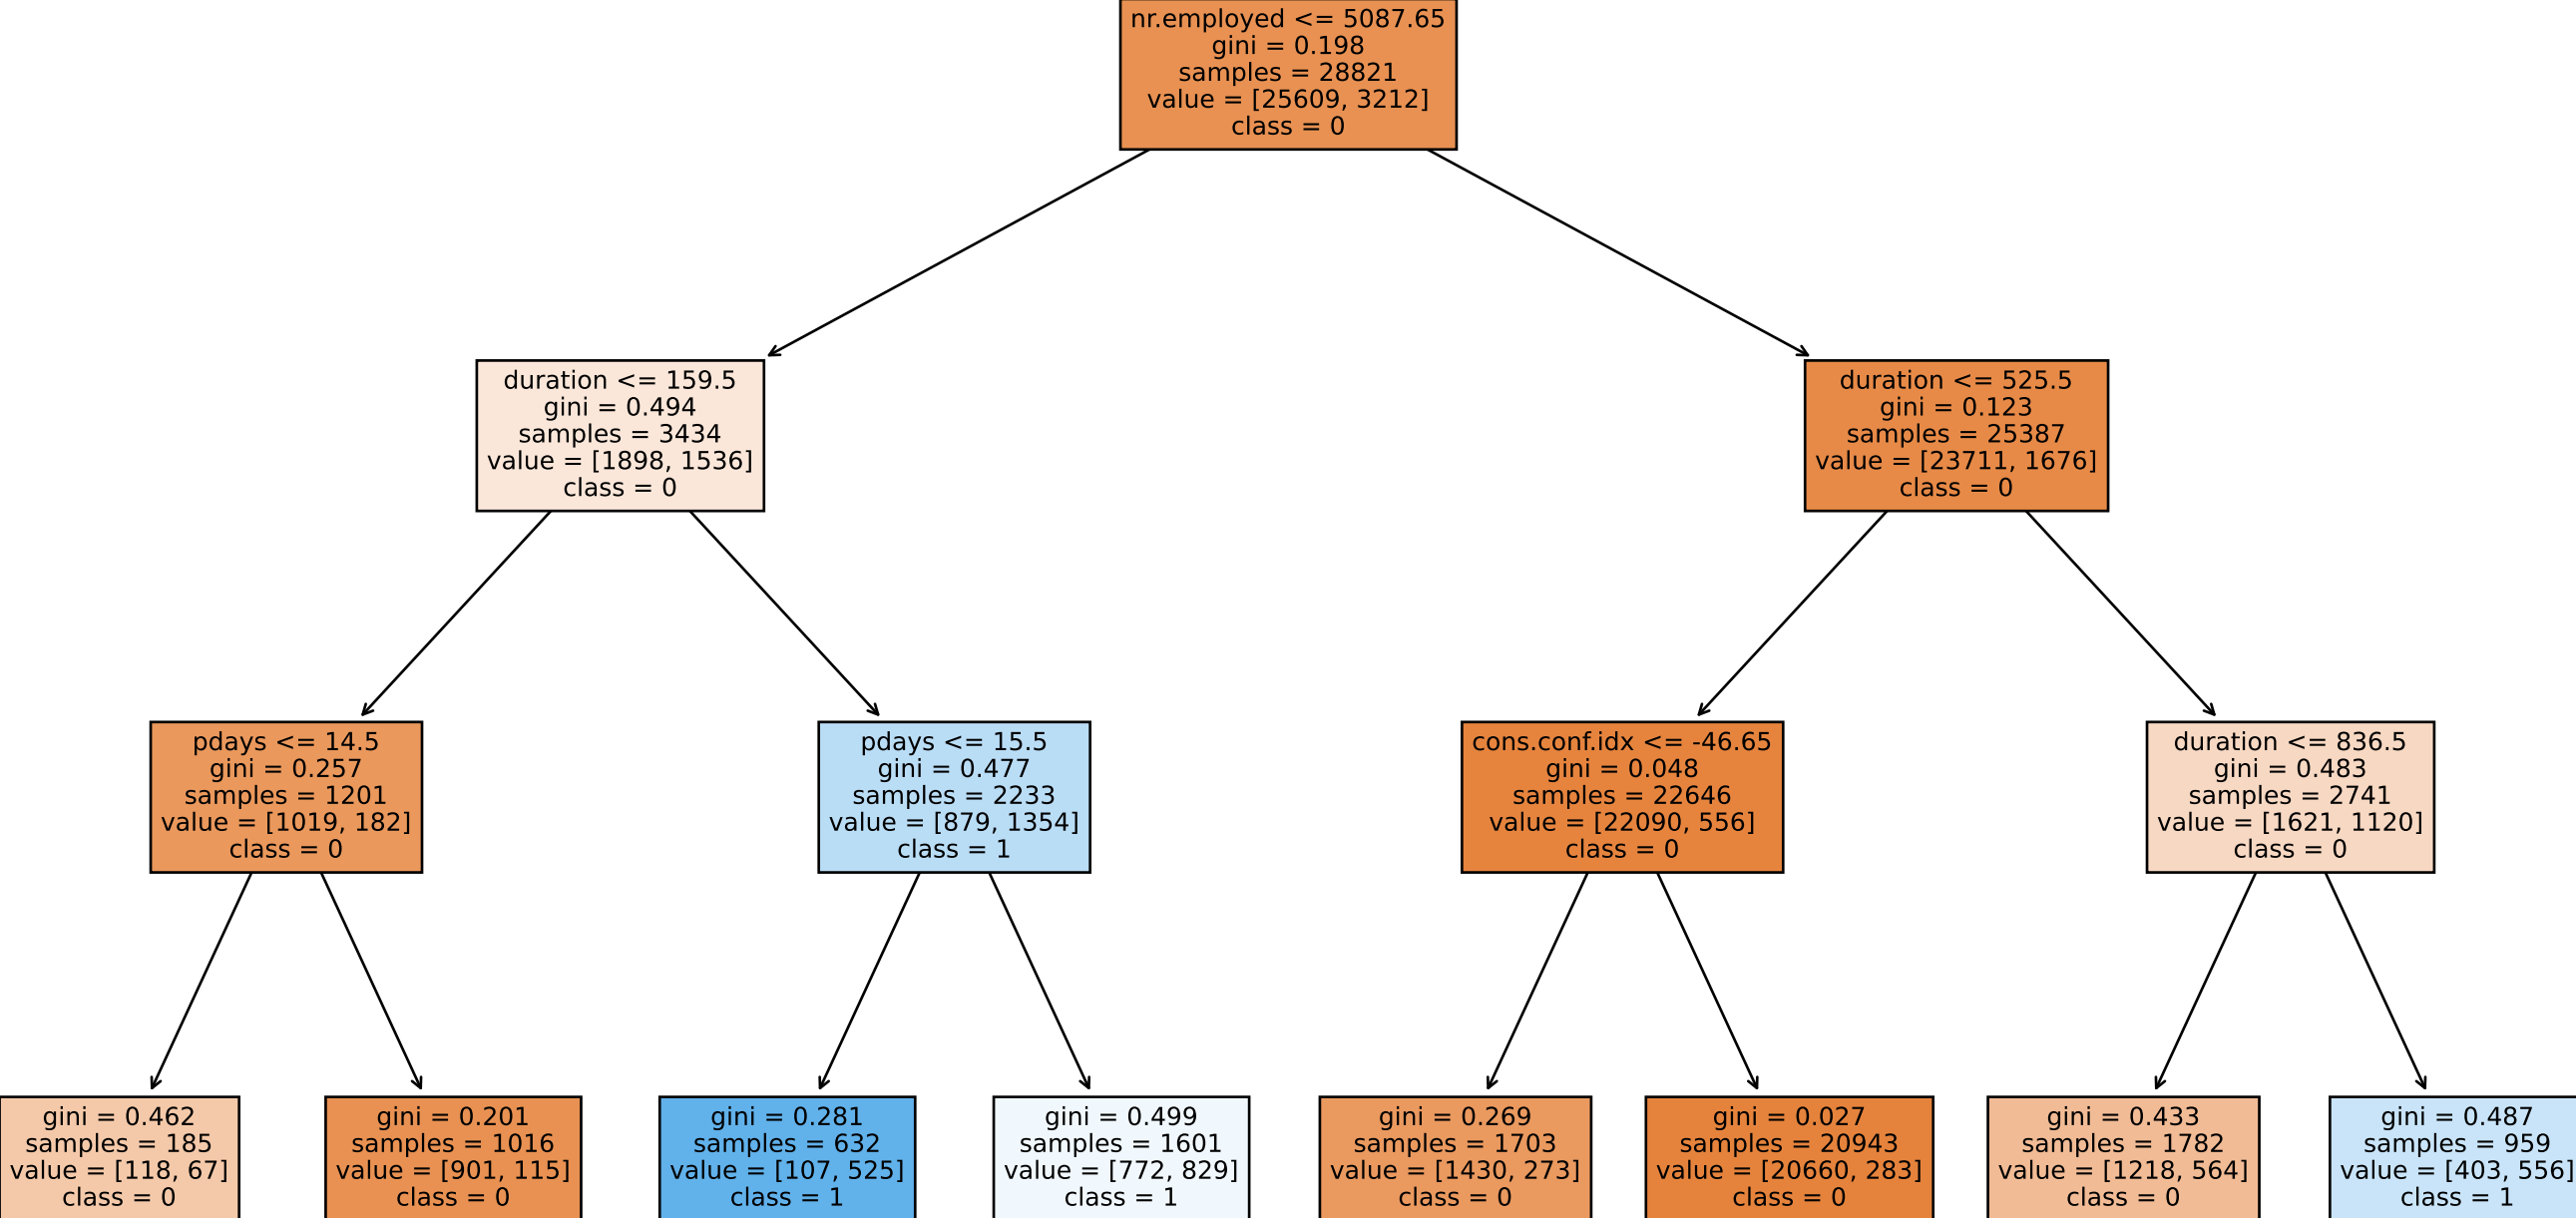 nr.employed <= 5087.65
gini = 0.198
samples = 28821
value = [25609, 3212]
class = 0
duration <= 159.5
gini = 0.494
samples = 3434
value = [1898, 1536]
class = 0
duration <= 525.5
gini = 0.123
samples = 25387
value = [23711, 1676]
class = 0
pdays <= 14.5
gini = 0.257
samples = 1201
value = [1019, 182]
class = 0
pdays <= 15.5
gini = 0.477
samples = 2233
value = [879, 1354]
class = 1
cons.conf.idx <= -46.65
gini = 0.048
samples = 22646
value = [22090, 556]
class = 0
duration <= 836.5
gini = 0.483
samples = 2741
value = [1621, 1120]
class = 0
gini = 0.462
samples = 185
value = [118, 67]
class = 0
gini = 0.201
samples = 1016
value = [901, 115]
class = 0
gini = 0.281
samples = 632
value = [107, 525]
class = 1
gini = 0.499
samples = 1601
value = [772, 829]
class = 1
gini = 0.269
samples = 1703
value = [1430, 273]
class = 0
gini = 0.027
samples = 20943
value = [20660, 283]
class = 0
gini = 0.433
samples = 1782
value = [1218, 564]
class = 0
gini = 0.487
samples = 959
value = [403, 556]
class = 1